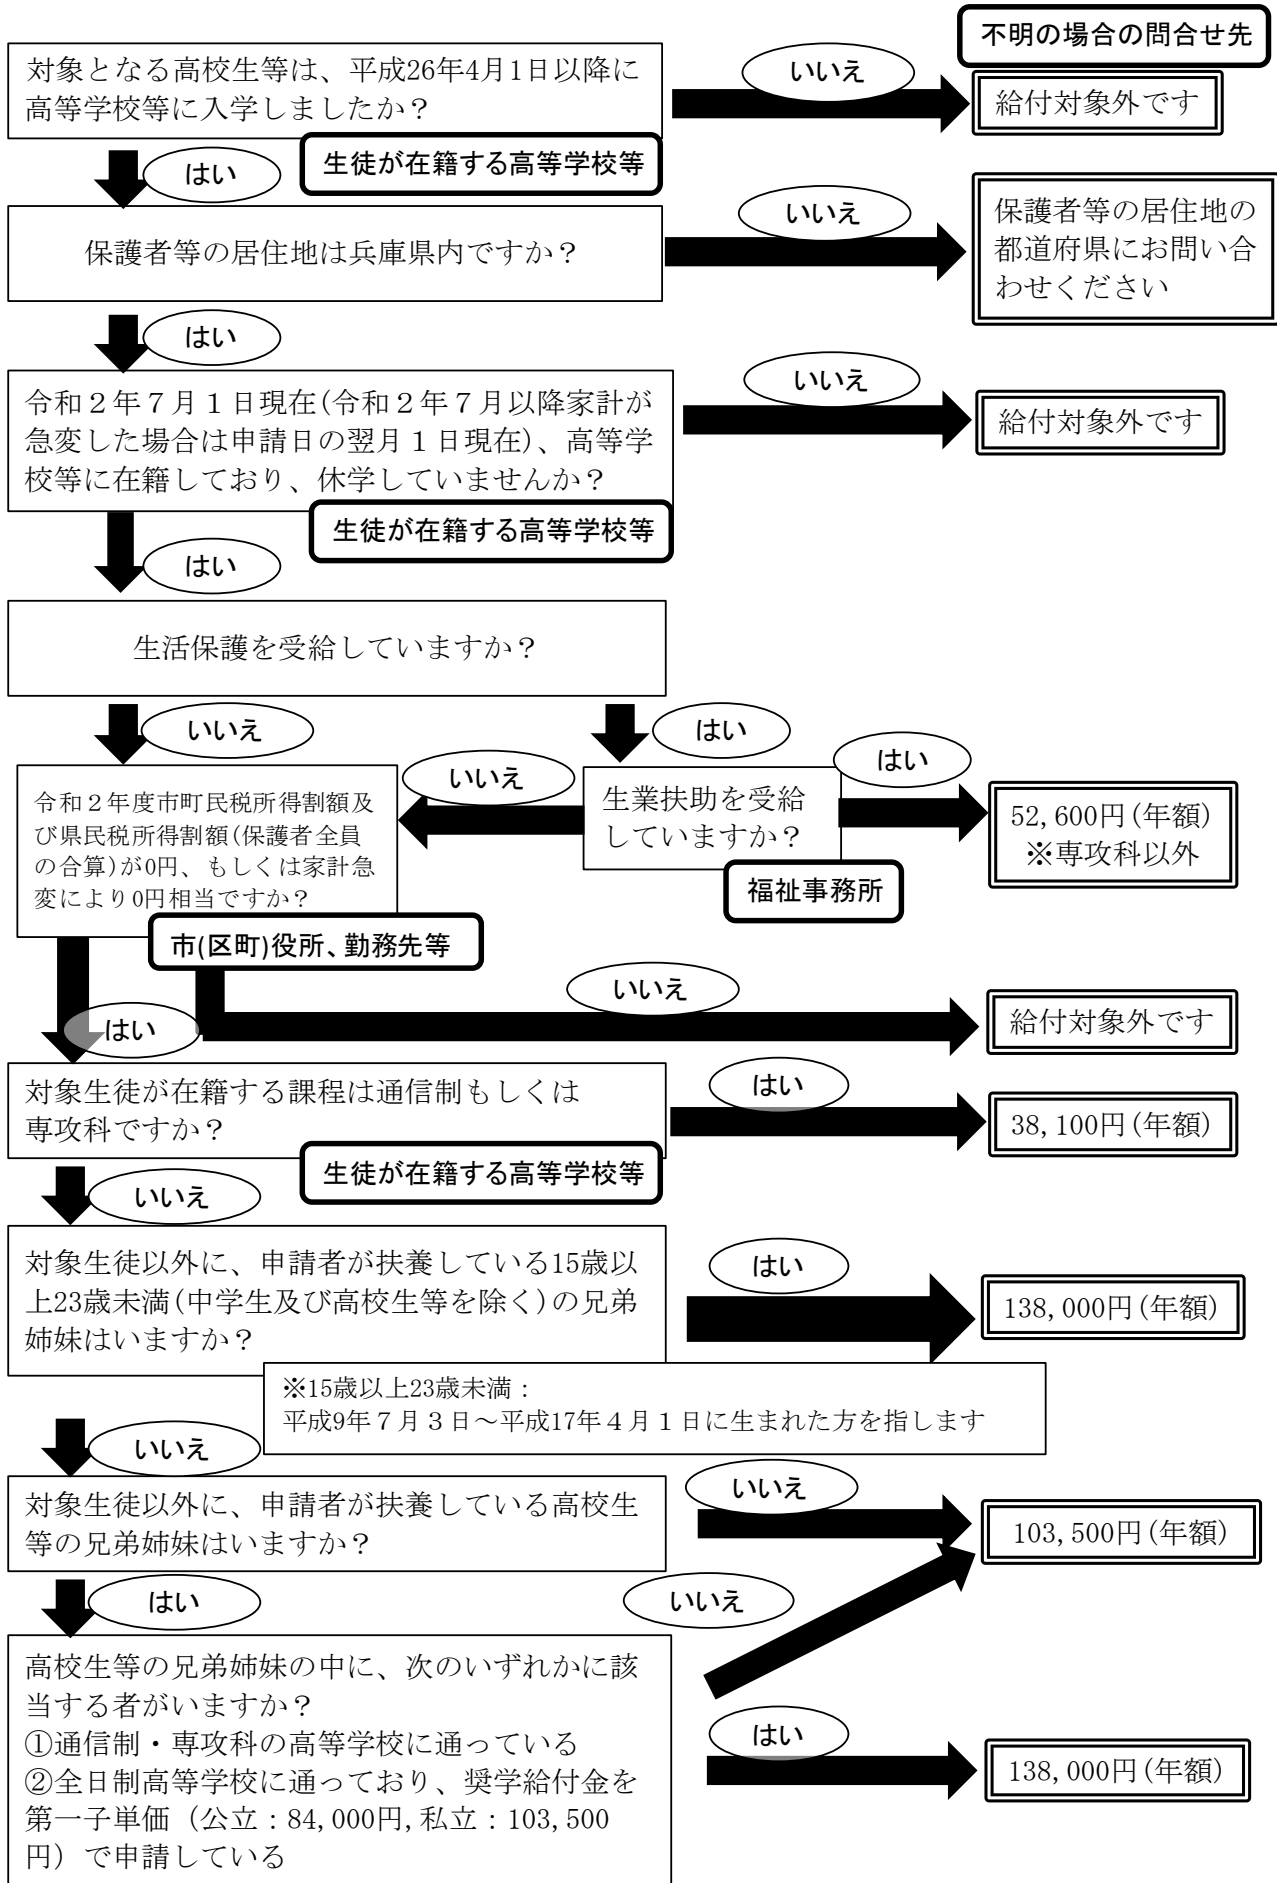 不明の場合の問合せ先
対象となる高校生等は、平成26年4月1日以降に
高等学校等に入学しましたか？
いいえ
給付対象外です
生徒が在籍する高等学校等
はい
保護者等の居住地は兵庫県内ですか？
いいえ
保護者等の居住地の
都道府県にお問い合
わせください
はい
令和２年７月１日現在(令和２年７月以降家計が
急変した場合は申請日の翌月１日現在)、高等学
校等に在籍しており、休学していませんか？
いいえ
給付対象外です
生徒が在籍する高等学校等
はい
生活保護を受給していますか？
いいえ
はい
令和２年度市町民税所得割額及
び県民税所得割額(保護者全員
の合算)が0円、もしくは家計急
変により0円相当ですか？
いいえ
生業扶助を受給
していますか？
はい
52,600円(年額)
※専攻科以外
福祉事務所
市(区町)役所、勤務先等
いいえ
給付対象外です
はい
対象生徒が在籍する課程は通信制もしくは
専攻科ですか？
はい
38,100円(年額)
生徒が在籍する高等学校等
いいえ
対象生徒以外に、申請者が扶養している15歳以
上23歳未満(中学生及び高校生等を除く)の兄弟
姉妹はいますか？
はい
138,000円(年額)
※15歳以上23歳未満：
平成9年７月３日～平成17年４月１日に生まれた方を指します
いいえ
対象生徒以外に、申請者が扶養している高校生
等の兄弟姉妹はいますか？
いいえ
103,500円(年額)
はい
いいえ
高校生等の兄弟姉妹の中に、次のいずれかに該
当する者がいますか？
①通信制・専攻科の高等学校に通っている
②全日制高等学校に通っており、奨学給付金を
第一子単価（公立：84,000円,私立：103,500
円）で申請している
はい
138,000円(年額)